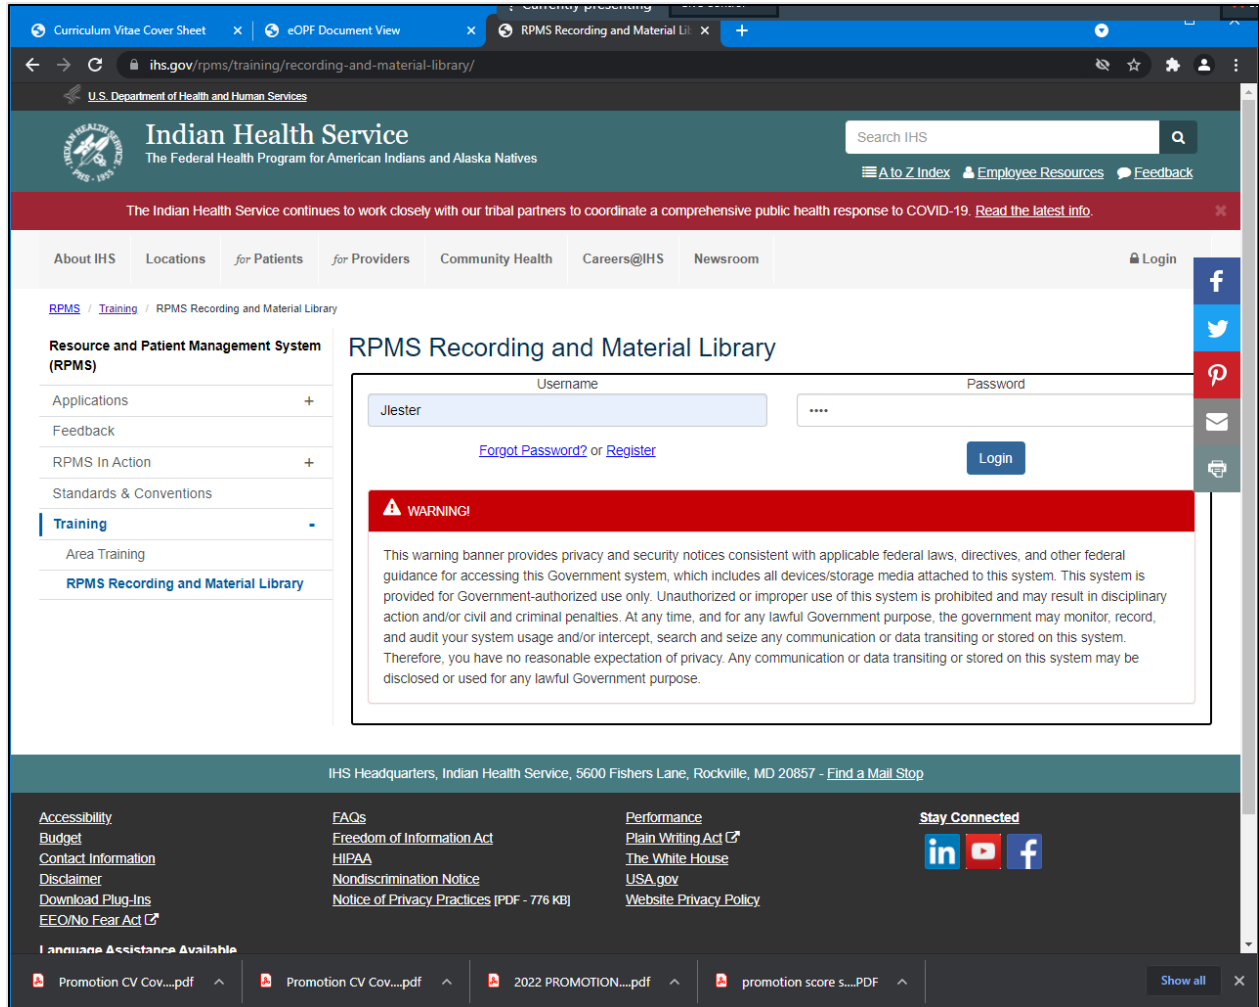 Currently presenting
Curriculum Vitae Cover Sheet
eOPF Document View
RPMS Recording and Material Lib
ihs.gov/rpms/training/recording-and-material-library/
U.S. Department of Health and Human Services
Indian Health Service
The Federal Health Program for American Indians and Alaska Natives
Search IHS
A to Z Index Employee Resources Feedback
The Indian Health Service continues to work closely with our tribal partners to coordinate a comprehensive public health response to COVID-19. Read the latest info.
About IHS Locations for Patients for Providers Community Health Careers@IHS Newsroom Login
RPMS / Training / RPMS Recording and Material Library
Resource and Patient Management System
(RPMS)
Applications +
Feedback
RPMS In Action +
Standards & Conventions
Training -
Area Training
RPMS Recording and Material Library
RPMS Recording and Material Library
Username Password
Jlester ····
Forgot Password? or Register Login
WARNING!
This warning banner provides privacy and security notices consistent with applicable federal laws, directives, and other federal
guidance for accessing this Government system, which includes all devices/storage media attached to this system. This system is
provided for Government-authorized use only. Unauthorized or improper use of this system is prohibited and may result in disciplinary
action and/or civil and criminal penalties. At any time, and for any lawful Government purpose, the government may monitor, record,
and audit your system usage and/or intercept, search and seize any communication or data transiting or stored on this system.
Therefore, you have no reasonable expectation of privacy. Any communication or data transiting or stored on this system may be
disclosed or used for any lawful Government purpose.
IHS Headquarters, Indian Health Service, 5600 Fishers Lane, Rockville, MD 20857 - Find a Mail Stop
Accessibility
Budget
Contact Information
Disclaimer
Download Plug-Ins
EEO/No Fear Act
Language Assistance Available
FAQs
Freedom of Information Act
HIPAA
Nondiscrimination Notice
Notice of Privacy Practices [PDF - 776 KB]
Performance
Plain Writing Act
The White House
USA.gov
Website Privacy Policy
Stay Connected
Promotion CV Cov....pdf
Promotion CV Cov....pdf
2022 PROMOTION....pdf
promotion score s....PDF
Show all